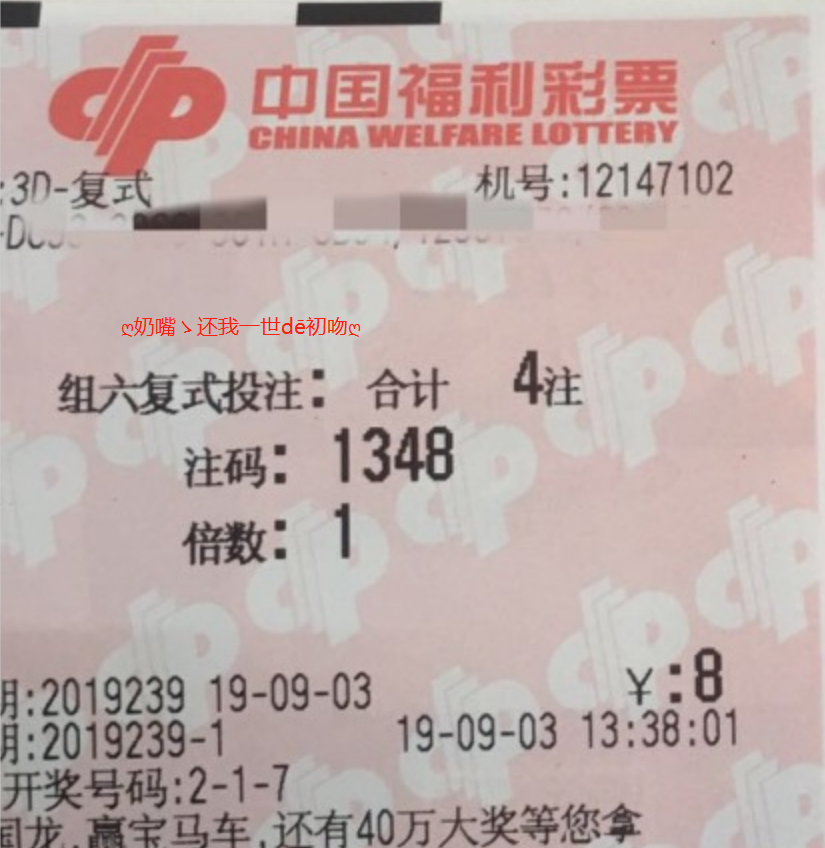 中国福利彩票
CHINA WELFARE LOTTERY
:3D-复式 机号:12147102
ღ奶嘴ゝ还我一世dē初吻ღ
组六复式投注: 合计 4注
注码: 1348
倍数: 1
期:2019239 19-09-03 ¥:8
期:2019239-1 19-09-03 13:38:01
开奖号码:2-1-7
国龙,赢宝马车,还有40万大奖等您拿